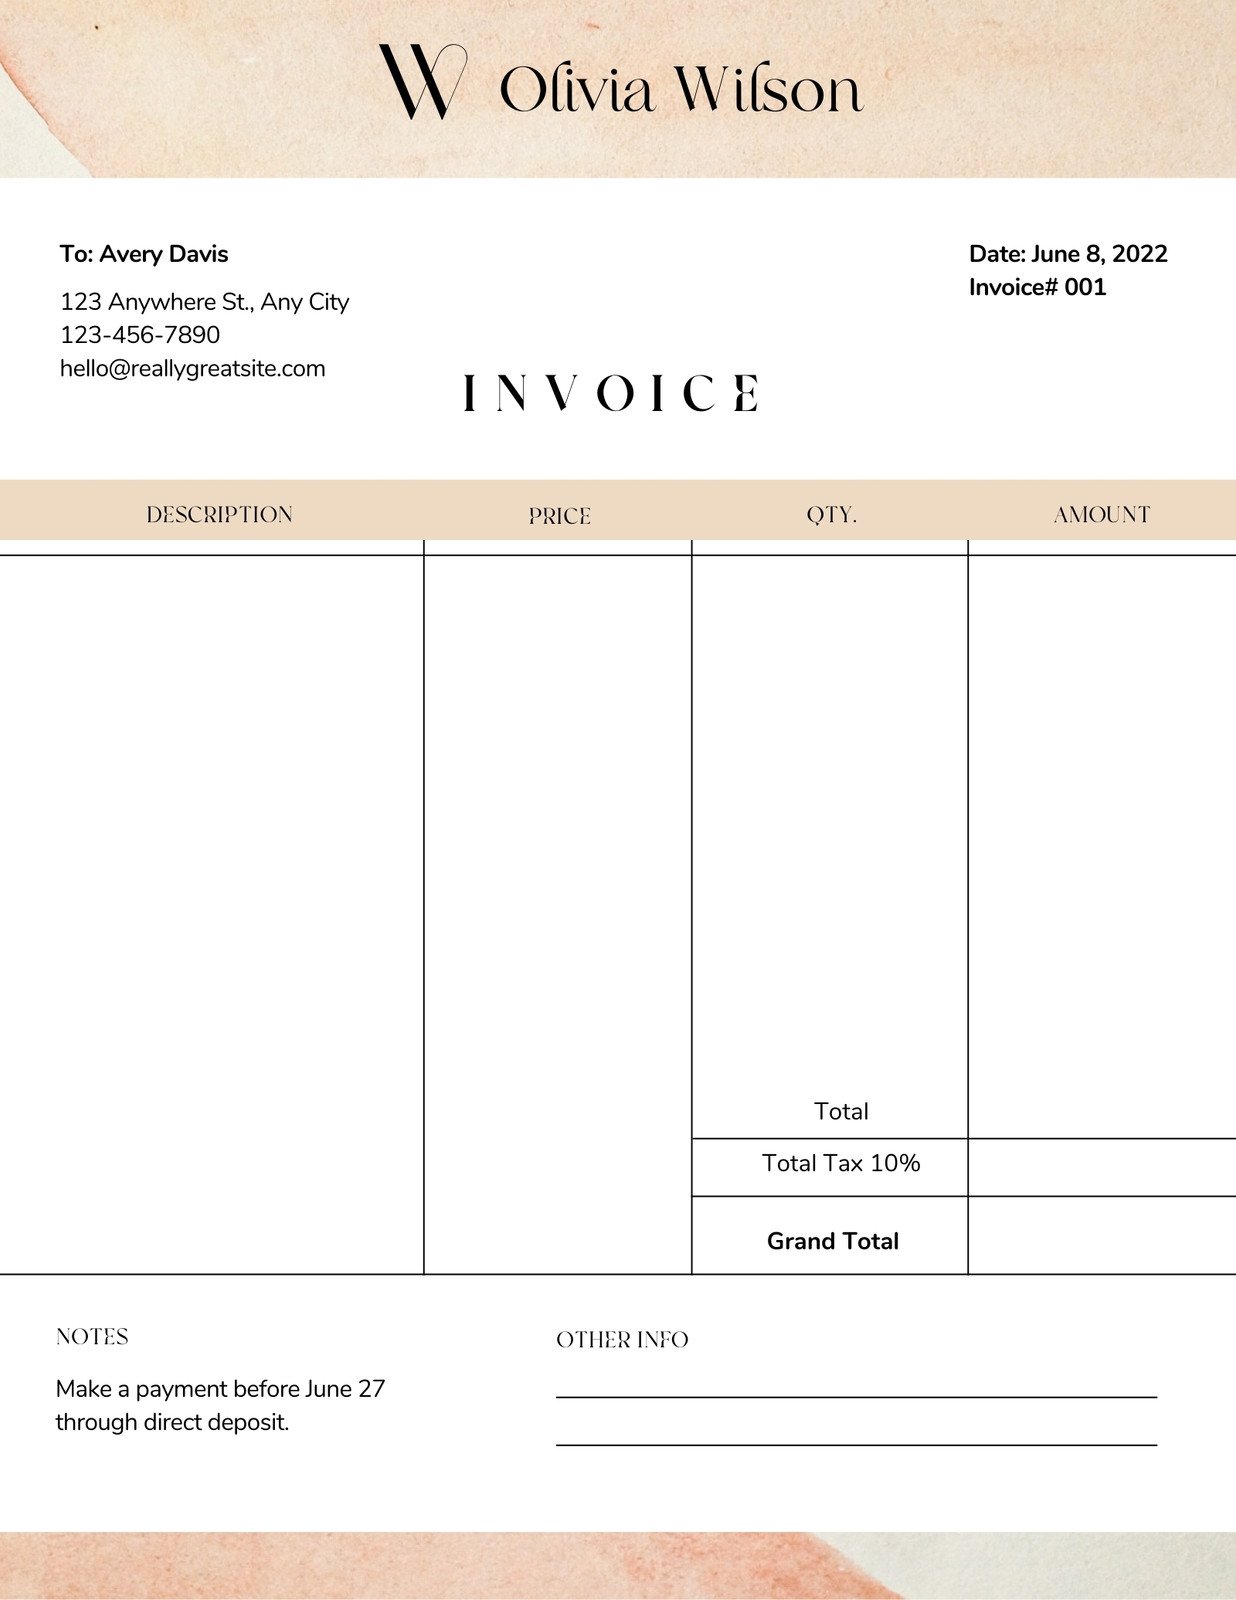 W Olivia Wilson
To: Avery Davis
123 Anywhere St., Any City
123-456-7890
hello@reallygreatsite.com
Date: June 8, 2022
Invoice# 001
INVOICE
DESCRIPTION PRICE QTY. AMOUNT
Total
Total Tax 10%
Grand Total
NOTES
Make a payment before June 27
through direct deposit.
OTHER INFO